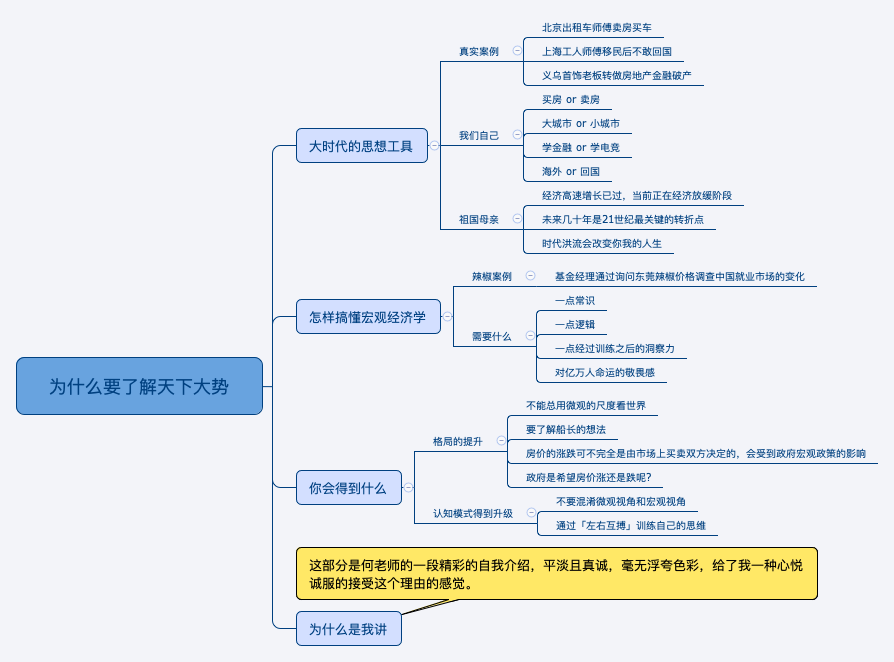 为什么要了解天下大势
大时代的思想工具
真实案例
北京出租车师傅卖房买车
上海工人师傅移民后不敢回国
义乌首饰老板转做房地产金融破产
我们自己
买房 or 卖房
大城市 or 小城市
学金融 or 学电竞
海外 or 回国
祖国母亲
经济高速增长已过，当前正在经济放缓阶段
未来几十年是21世纪最关键的转折点
时代洪流会改变你我的人生
怎样搞懂宏观经济学
辣椒案例
基金经理通过询问东莞辣椒价格调查中国就业市场的变化
需要什么
一点常识
一点逻辑
一点经过训练之后的洞察力
对亿万人命运的敬畏感
你会得到什么
格局的提升
不能总用微观的尺度看世界
要了解船长的想法
房价的涨跌可不完全是由市场上买卖双方决定的，会受到政府宏观政策的影响
政府是希望房价涨还是跌呢?
认知模式得到升级
不要混淆微观视角和宏观视角
通过「左右互搏」训练自己的思维
这部分是何老师的一段精彩的自我介绍，平淡且真诚，毫无浮夸色彩，给了我一种心悦
诚服的接受这个理由的感觉。
为什么是我讲